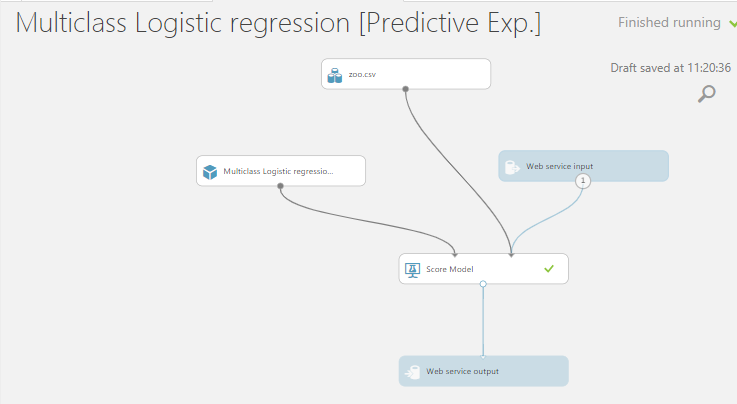 Multiclass Logistic regression [Predictive Exp.]
Finished running
Draft saved at 11:20:36
zoo.csv
Multiclass Logistic regressio...
Web service input
1
Score Model
Web service output